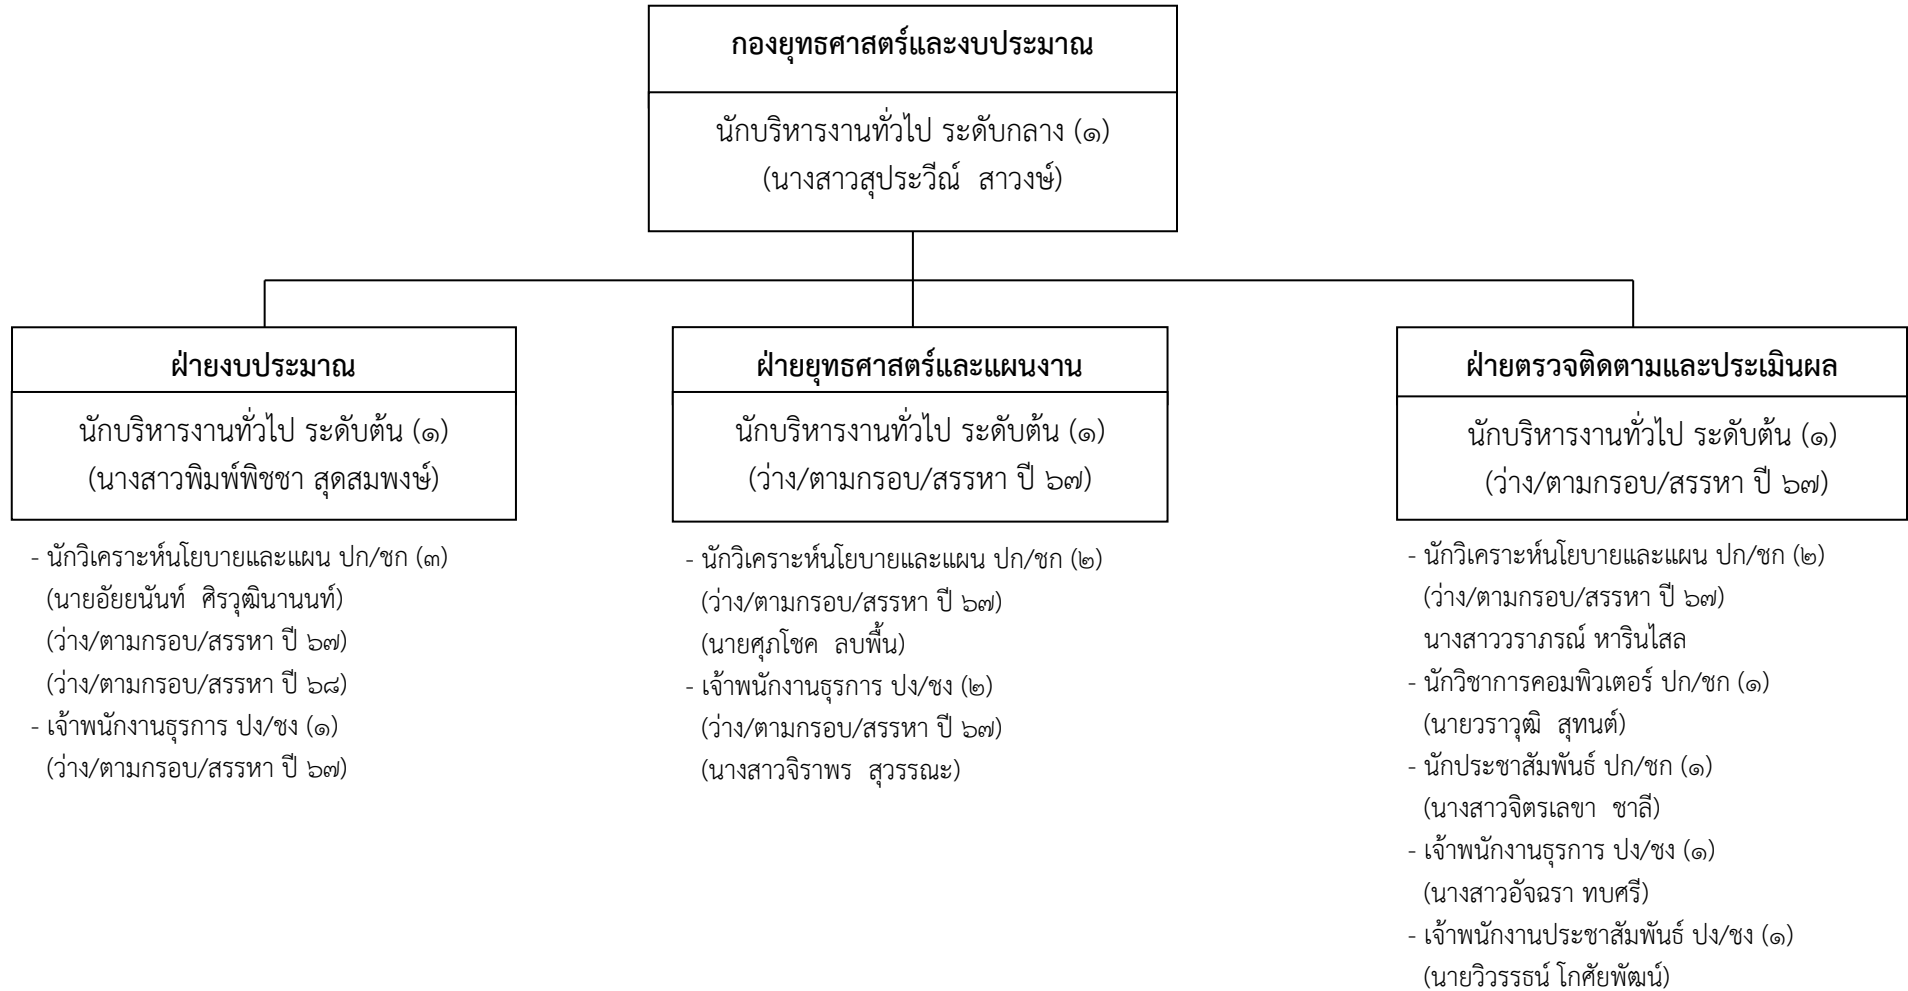 กองยุทธศาสตร์และงบประมาณ
นักบริหารงานทั่วไป ระดับกลาง (๑)
(นางสาวสุประวีณ์ สาวงษ์)
ฝ่ายงบประมาณ
นักบริหารงานทั่วไป ระดับต้น (๑)
(นางสาวพิมพ์พิชชา สุดสมพงษ์)
- นักวิเคราะห์นโยบายและแผน ปก/ชก (๓)
(นายอัยยนันท์ ศิรวุฒินานนท์)
(ว่าง/ตามกรอบ/สรรหา ปี ๖๗)
(ว่าง/ตามกรอบ/สรรหา ปี ๖๘)
- เจ้าพนักงานธุรการ ปง/ชง (๑)
(ว่าง/ตามกรอบ/สรรหา ปี ๖๗)
ฝ่ายยุทธศาสตร์และแผนงาน
นักบริหารงานทั่วไป ระดับต้น (๑)
(ว่าง/ตามกรอบ/สรรหา ปี ๖๗)
- นักวิเคราะห์นโยบายและแผน ปก/ชก (๒)
(ว่าง/ตามกรอบ/สรรหา ปี ๖๗)
(นายศุภโชค ลบพื้น)
- เจ้าพนักงานธุรการ ปง/ชง (๒)
(ว่าง/ตามกรอบ/สรรหา ปี ๖๗)
(นางสาวจิราพร สุวรรณะ)
ฝ่ายตรวจติดตามและประเมินผล
นักบริหารงานทั่วไป ระดับต้น (๑)
(ว่าง/ตามกรอบ/สรรหา ปี ๖๗)
- นักวิเคราะห์นโยบายและแผน ปก/ชก (๒)
(ว่าง/ตามกรอบ/สรรหา ปี ๖๗)
นางสาววราภรณ์ หารินไสล
- นักวิชาการคอมพิวเตอร์ ปก/ชก (๑)
(นายวราวุฒิ สุทนต์)
- นักประชาสัมพันธ์ ปก/ชก (๑)
(นางสาวจิตรเลขา ชาลี)
- เจ้าพนักงานธุรการ ปง/ชง (๑)
(นางสาวอัจฉรา ทบศรี)
- เจ้าพนักงานประชาสัมพันธ์ ปง/ชง (๑)
(นายวิวรรธน์ โกศัยพัฒน์)